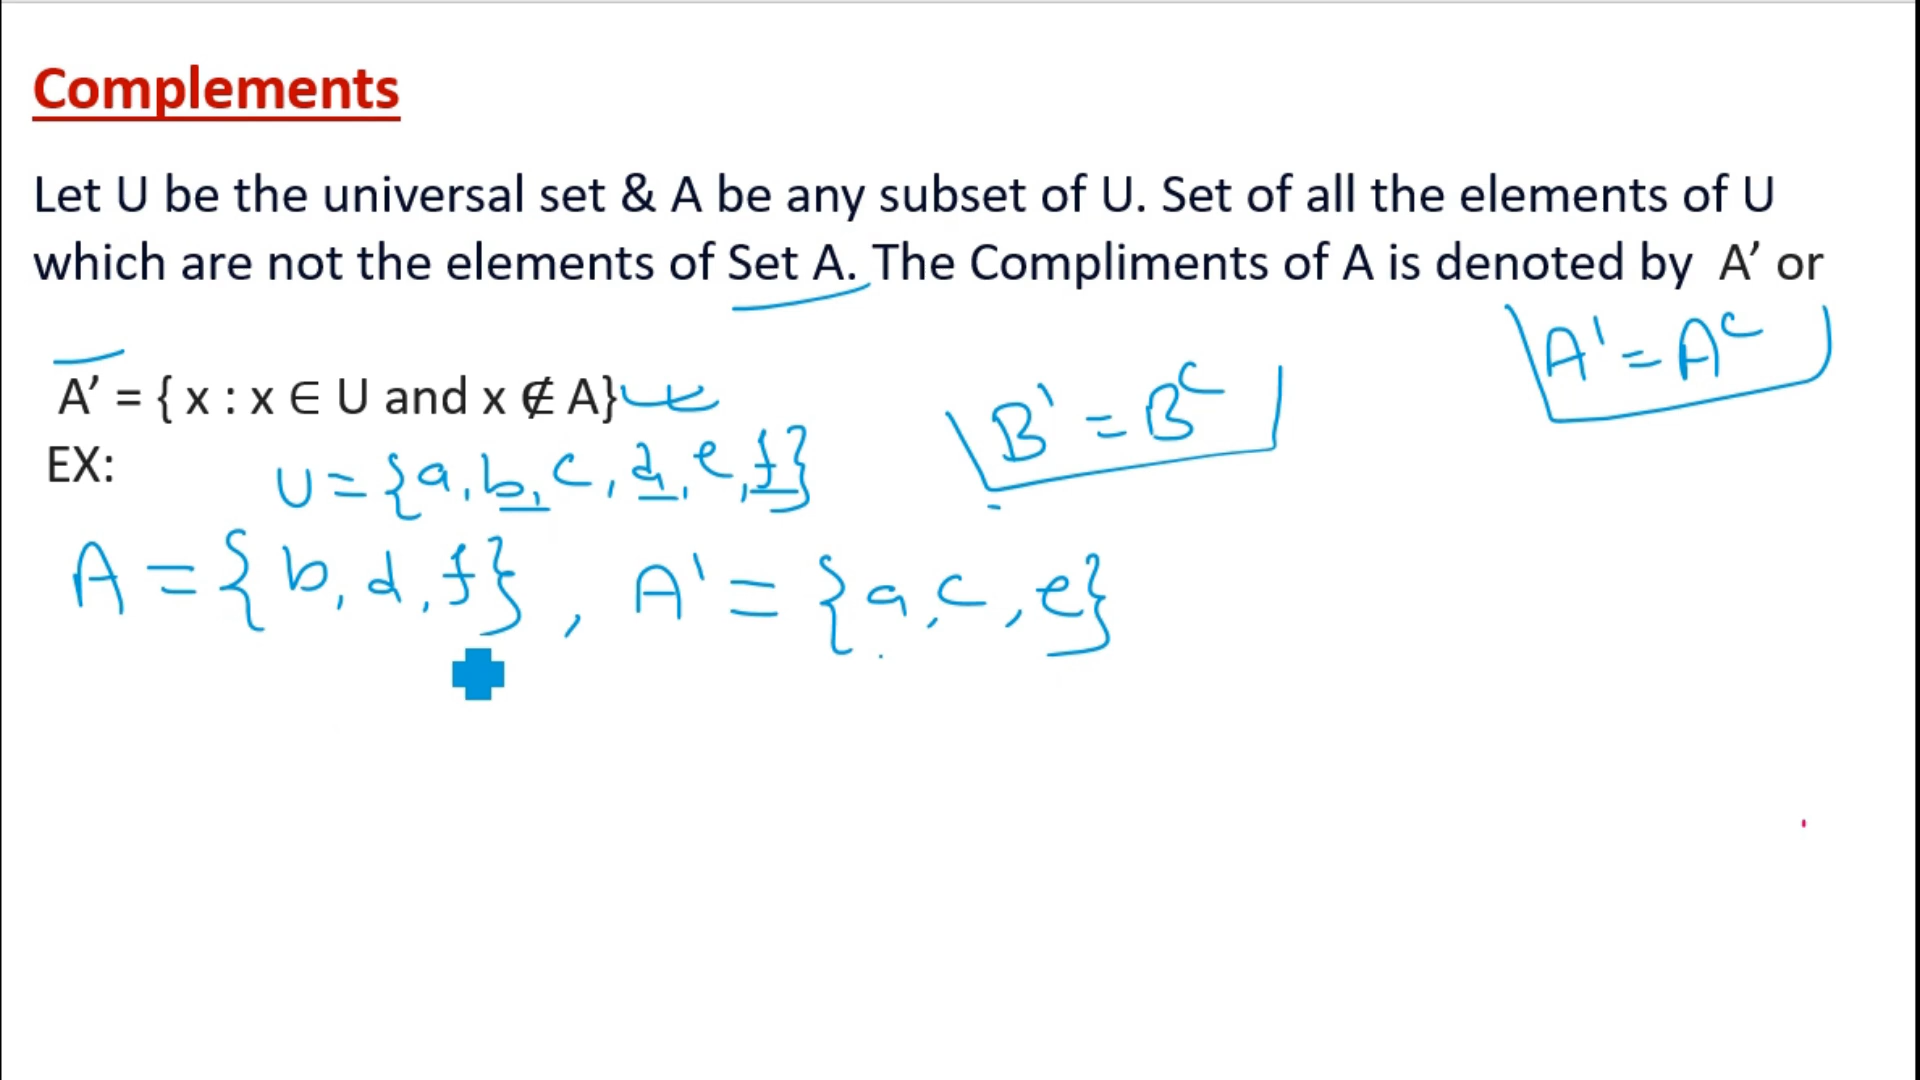 Complements
Let U be the universal set & A be any subset of U. Set of all the elements of U
which are not the elements of Set A. The Compliments of A is denoted by A’ or
A' = Aᶜ
A’ = { x : x ∈ U and x ∉ A}
B' = Bᶜ
EX:
U = {a, b, c, d, e, f}
A = {b, d, f}, A' = {a, c, e}